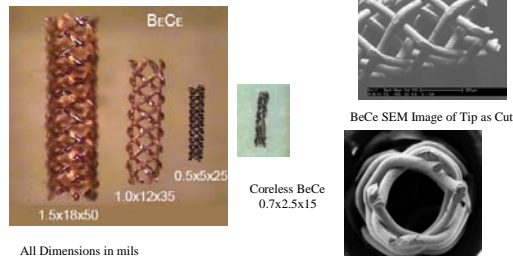 BECE
0.5x5x25
1.0x12x35
1.5x18x50
All Dimensions in mils
Coreless BeCe
0.7x2.5x15
BeCe SEM Image of Tip as Cut